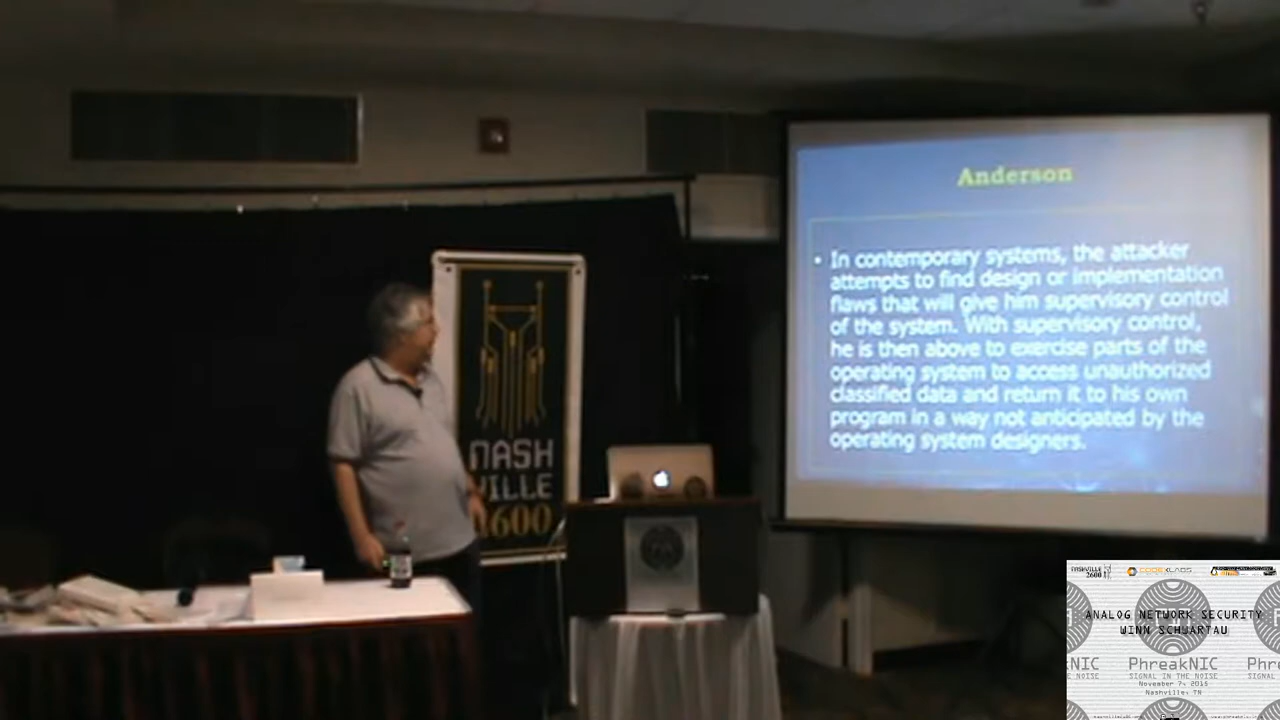 Anderson
• In contemporary systems, the attacker
attempts to find design or implementation
flaws that will give him supervisory control
of the system. With supervisory control,
he is then above to exercise parts of the
operating system to access unauthorized
classified data and return it to his own
program in a way not anticipated by the
operating system designers.
NASH
VILLE
2600
NASHVILLE
2600
CODEXLABS
ANALOG NETWORK SECURITY
WINN SCHWARTAU
PhreakNIC
SIGNAL IN THE NOISE
November 7, 2015
Nashville, TN